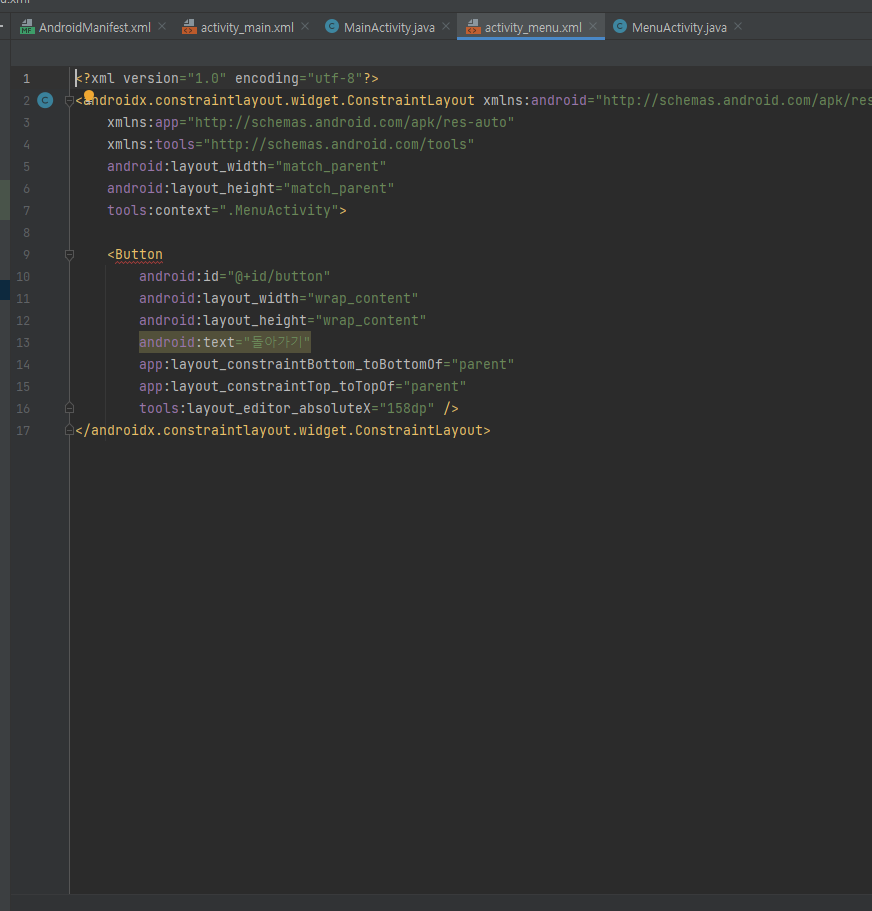 u.xml
AndroidManifest.xml activity_main.xml MainActivity.java activity_menu.xml MenuActivity.java
1 <?xml version="1.0" encoding="utf-8"?>
2 <androidx.constraintlayout.widget.ConstraintLayout xmlns:android="http://schemas.android.com/apk/res
3 xmlns:app="http://schemas.android.com/apk/res-auto"
4 xmlns:tools="http://schemas.android.com/tools"
5 android:layout_width="match_parent"
6 android:layout_height="match_parent"
7 tools:context=".MenuActivity">
8
9 <Button
10 android:id="@+id/button"
11 android:layout_width="wrap_content"
12 android:layout_height="wrap_content"
13 android:text="돌아가기"
14 app:layout_constraintBottom_toBottomOf="parent"
15 app:layout_constraintTop_toTopOf="parent"
16 tools:layout_editor_absoluteX="158dp" />
17 </androidx.constraintlayout.widget.ConstraintLayout>